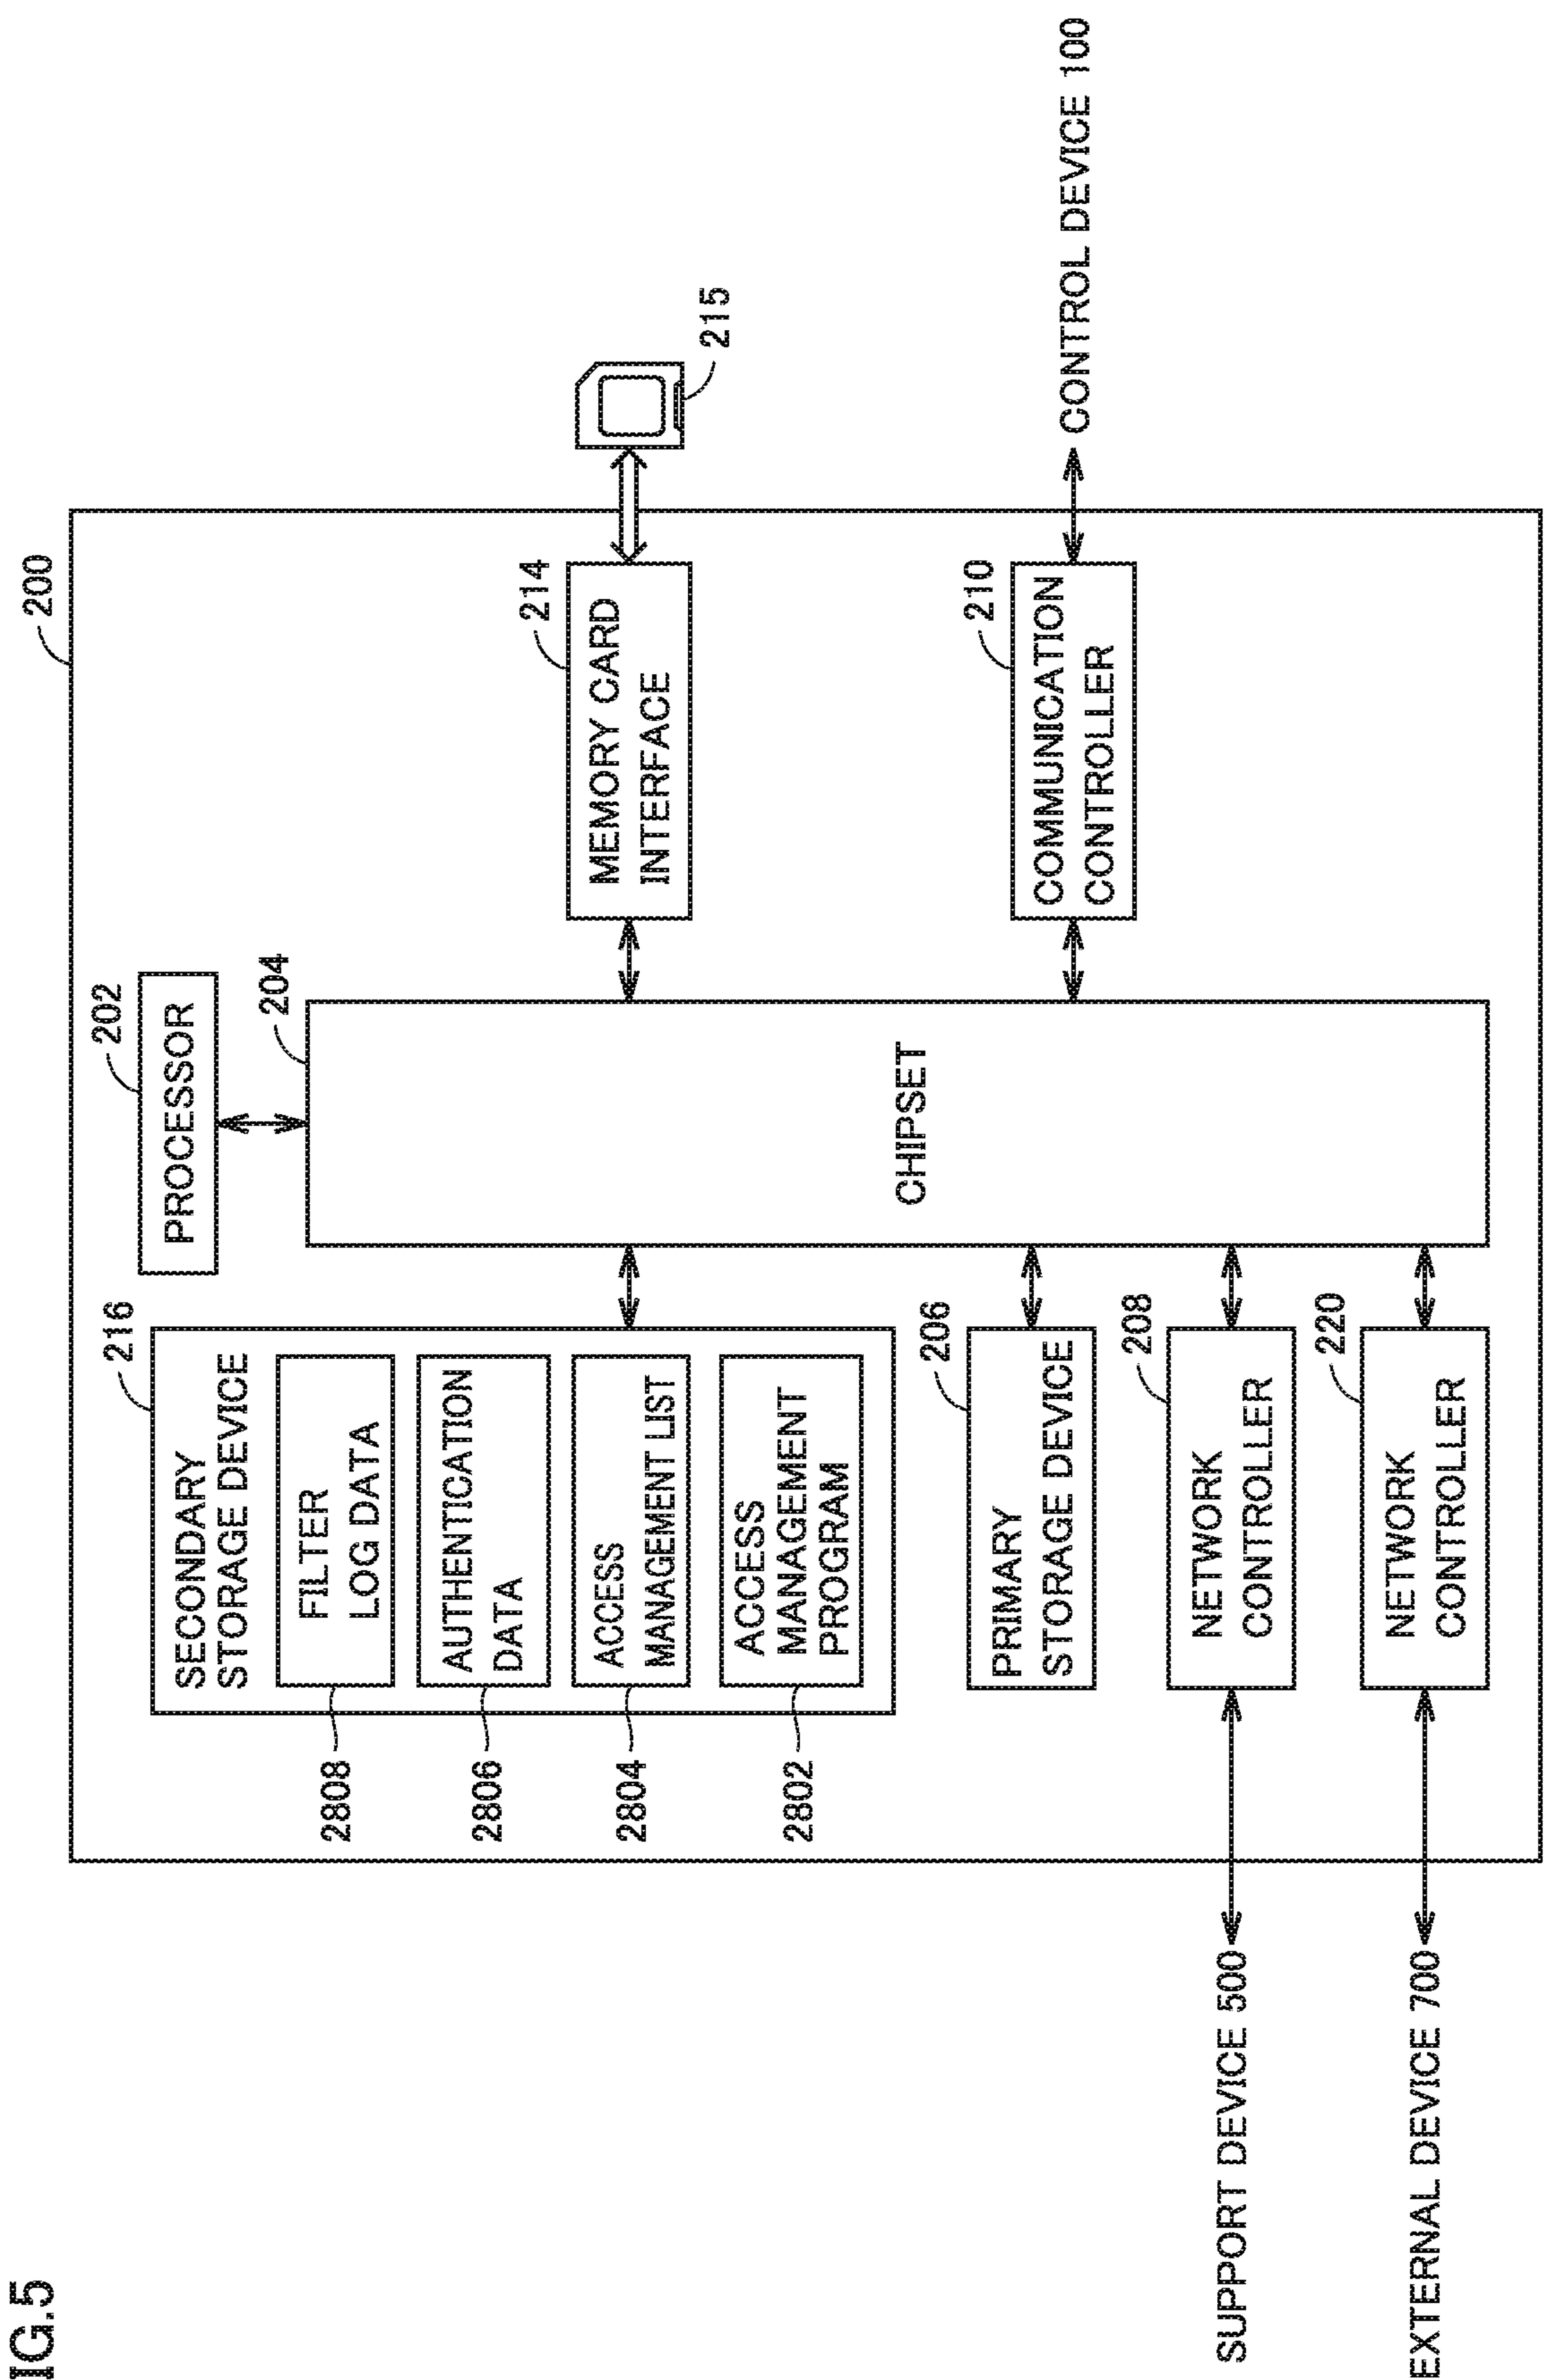 IG.5
200
216
SECONDARY
STORAGE DEVICE
2808
FILTER
LOG DATA
2806
AUTHENTICATION
DATA
2804
ACCESS
MANAGEMENT LIST
2802
ACCESS
MANAGEMENT
PROGRAM
202
PROCESSOR
204
CHIPSET
214
MEMORY CARD
INTERFACE
215
206
PRIMARY
STORAGE DEVICE
210
COMMUNICATION
CONTROLLER
CONTROL DEVICE 100
208
NETWORK
CONTROLLER
SUPPORT DEVICE 500
220
NETWORK
CONTROLLER
EXTERNAL DEVICE 700